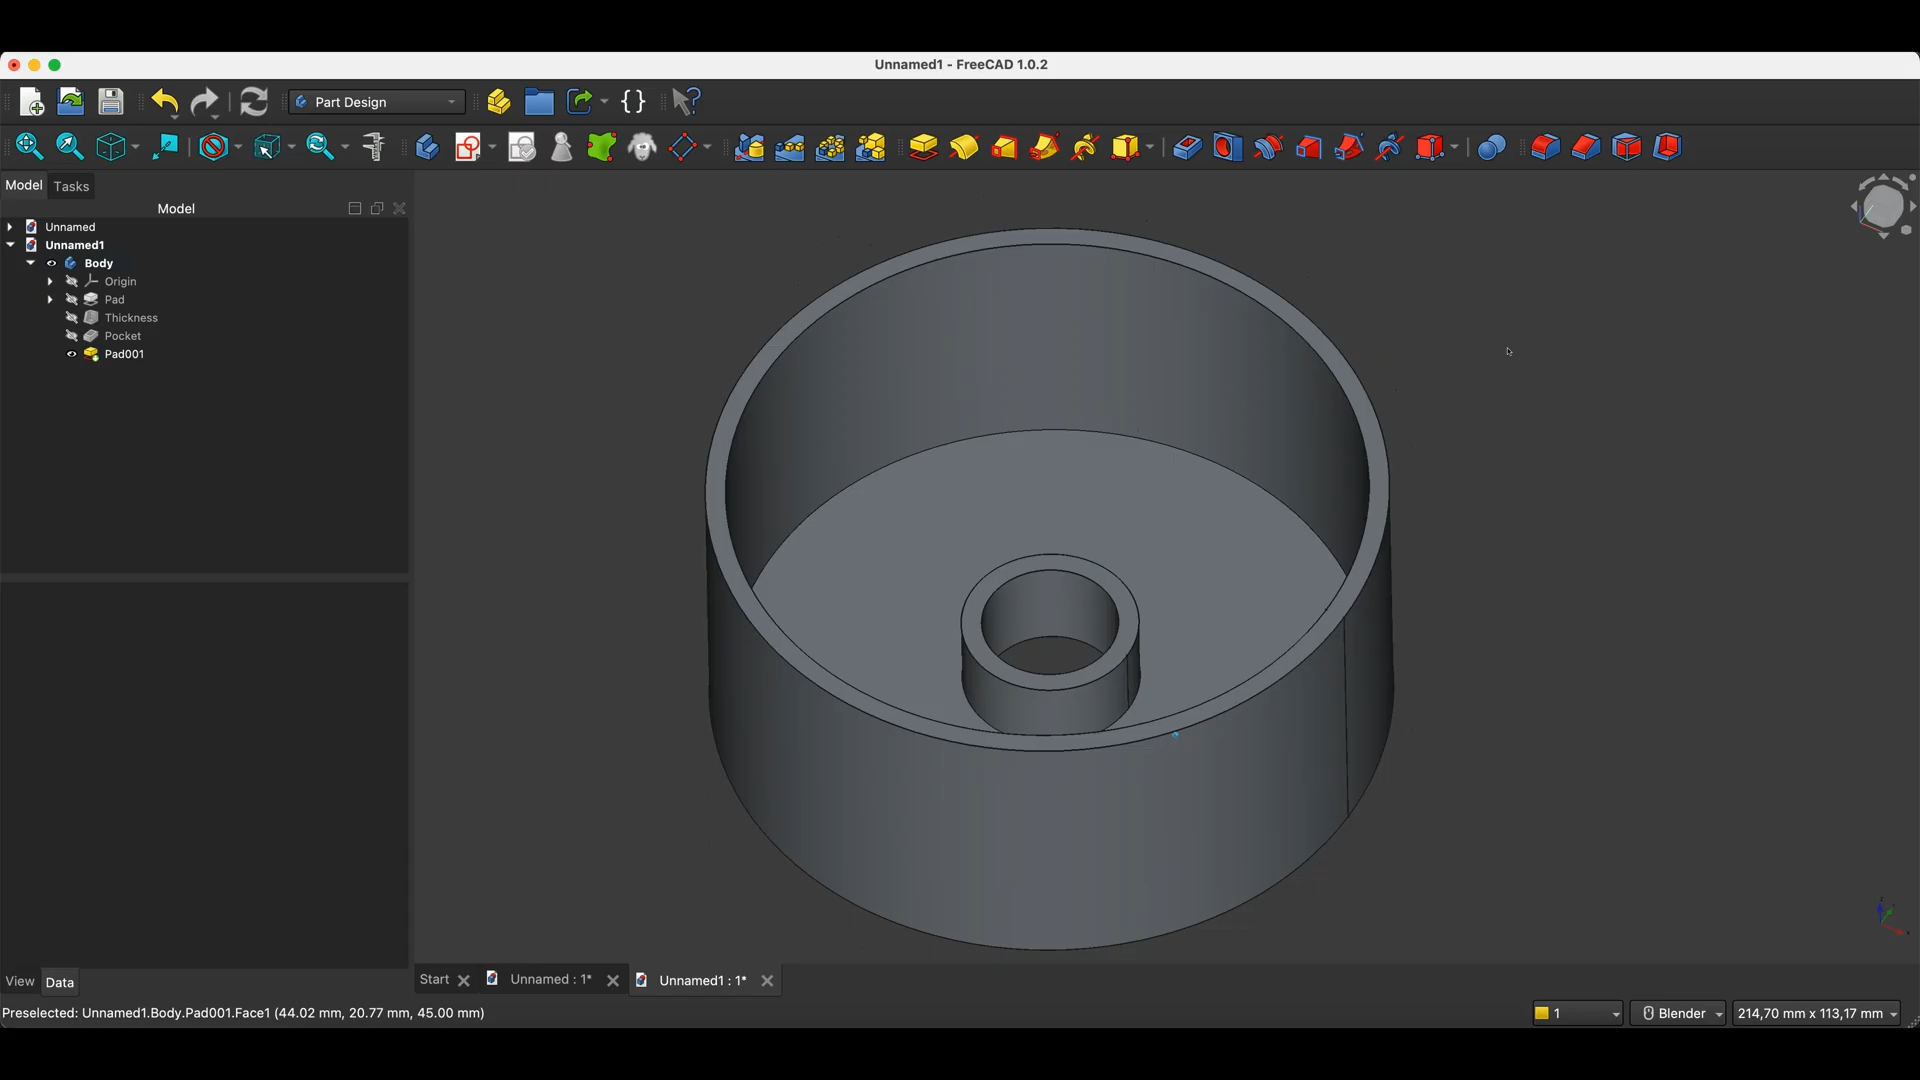 Unnamed1 - FreeCAD 1.0.2
Part Design
Model
Tasks
Model
Unnamed
Unnamed1
Body
Origin
Pad
Thickness
Pocket
Pad001
View
Data
Start
Unnamed : 1*
Unnamed1 : 1*
Preselected: Unnamed1.Body.Pad001.Face1 (44.02 mm, 20.77 mm, 45.00 mm)
1
Blender
214,70 mm x 113,17 mm